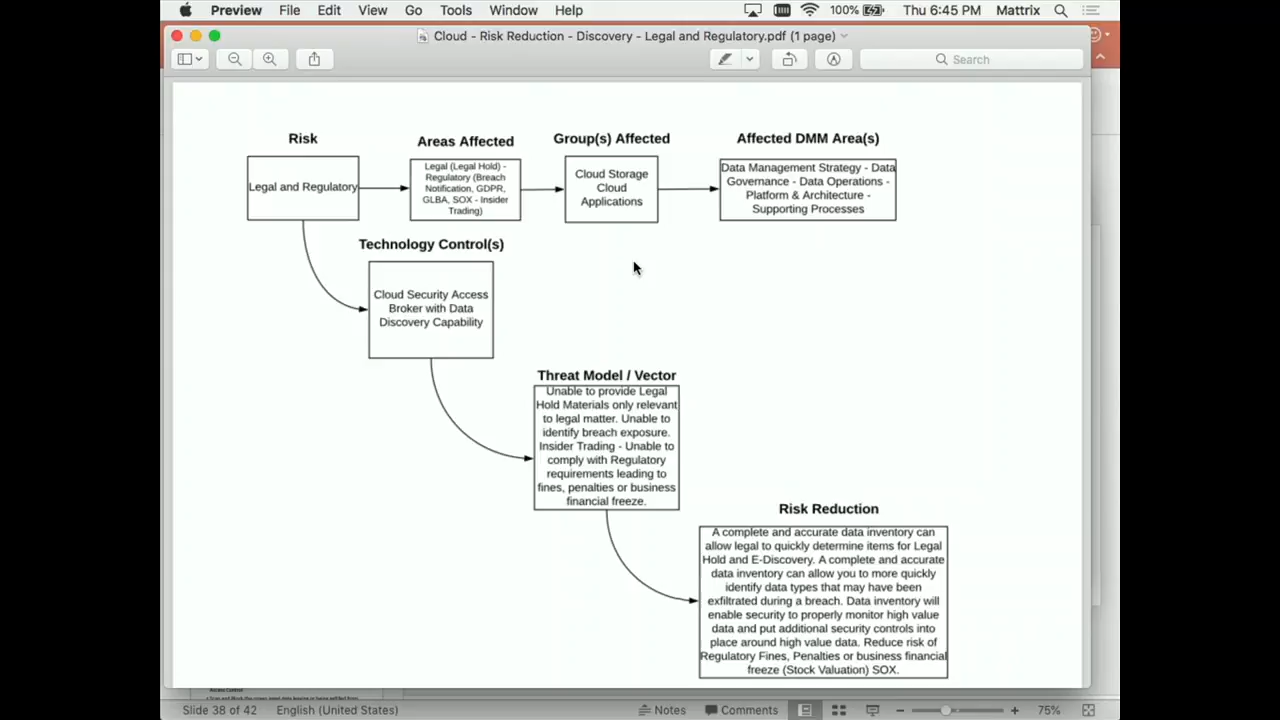 Preview File Edit View Go Tools Window Help 100% Thu 6:45 PM Mattrix
Cloud - Risk Reduction - Discovery - Legal and Regulatory.pdf (1 page)
Search
Risk
Areas Affected
Group(s) Affected
Affected DMM Area(s)
Legal and Regulatory
Legal (Legal Hold) -
Regulatory (Breach
Notification, GDPR,
GLBA, SOX - Insider
Trading)
Cloud Storage
Cloud
Applications
Data Management Strategy - Data
Governance - Data Operations -
Platform & Architecture -
Supporting Processes
Technology Control(s)
Cloud Security Access
Broker with Data
Discovery Capability
Threat Model / Vector
Unable to provide Legal
Hold Materials only relevant
to legal matter. Unable to
identify breach exposure.
Insider Trading - Unable to
comply with Regulatory
requirements leading to
fines, penalties or business
financial freeze.
Risk Reduction
A complete and accurate data inventory can
allow legal to quickly determine items for Legal
Hold and E-Discovery. A complete and accurate
data inventory can allow you to more quickly
identify data types that may have been
exfiltrated during a breach. Data inventory will
enable security to properly monitor high value
data and put additional security controls into
place around high value data. Reduce risk of
Regulatory Fines, Penalties or business financial
freeze (Stock Valuation) SOX.
Access Control
Slide 38 of 42 English (United States) Notes Comments 75%